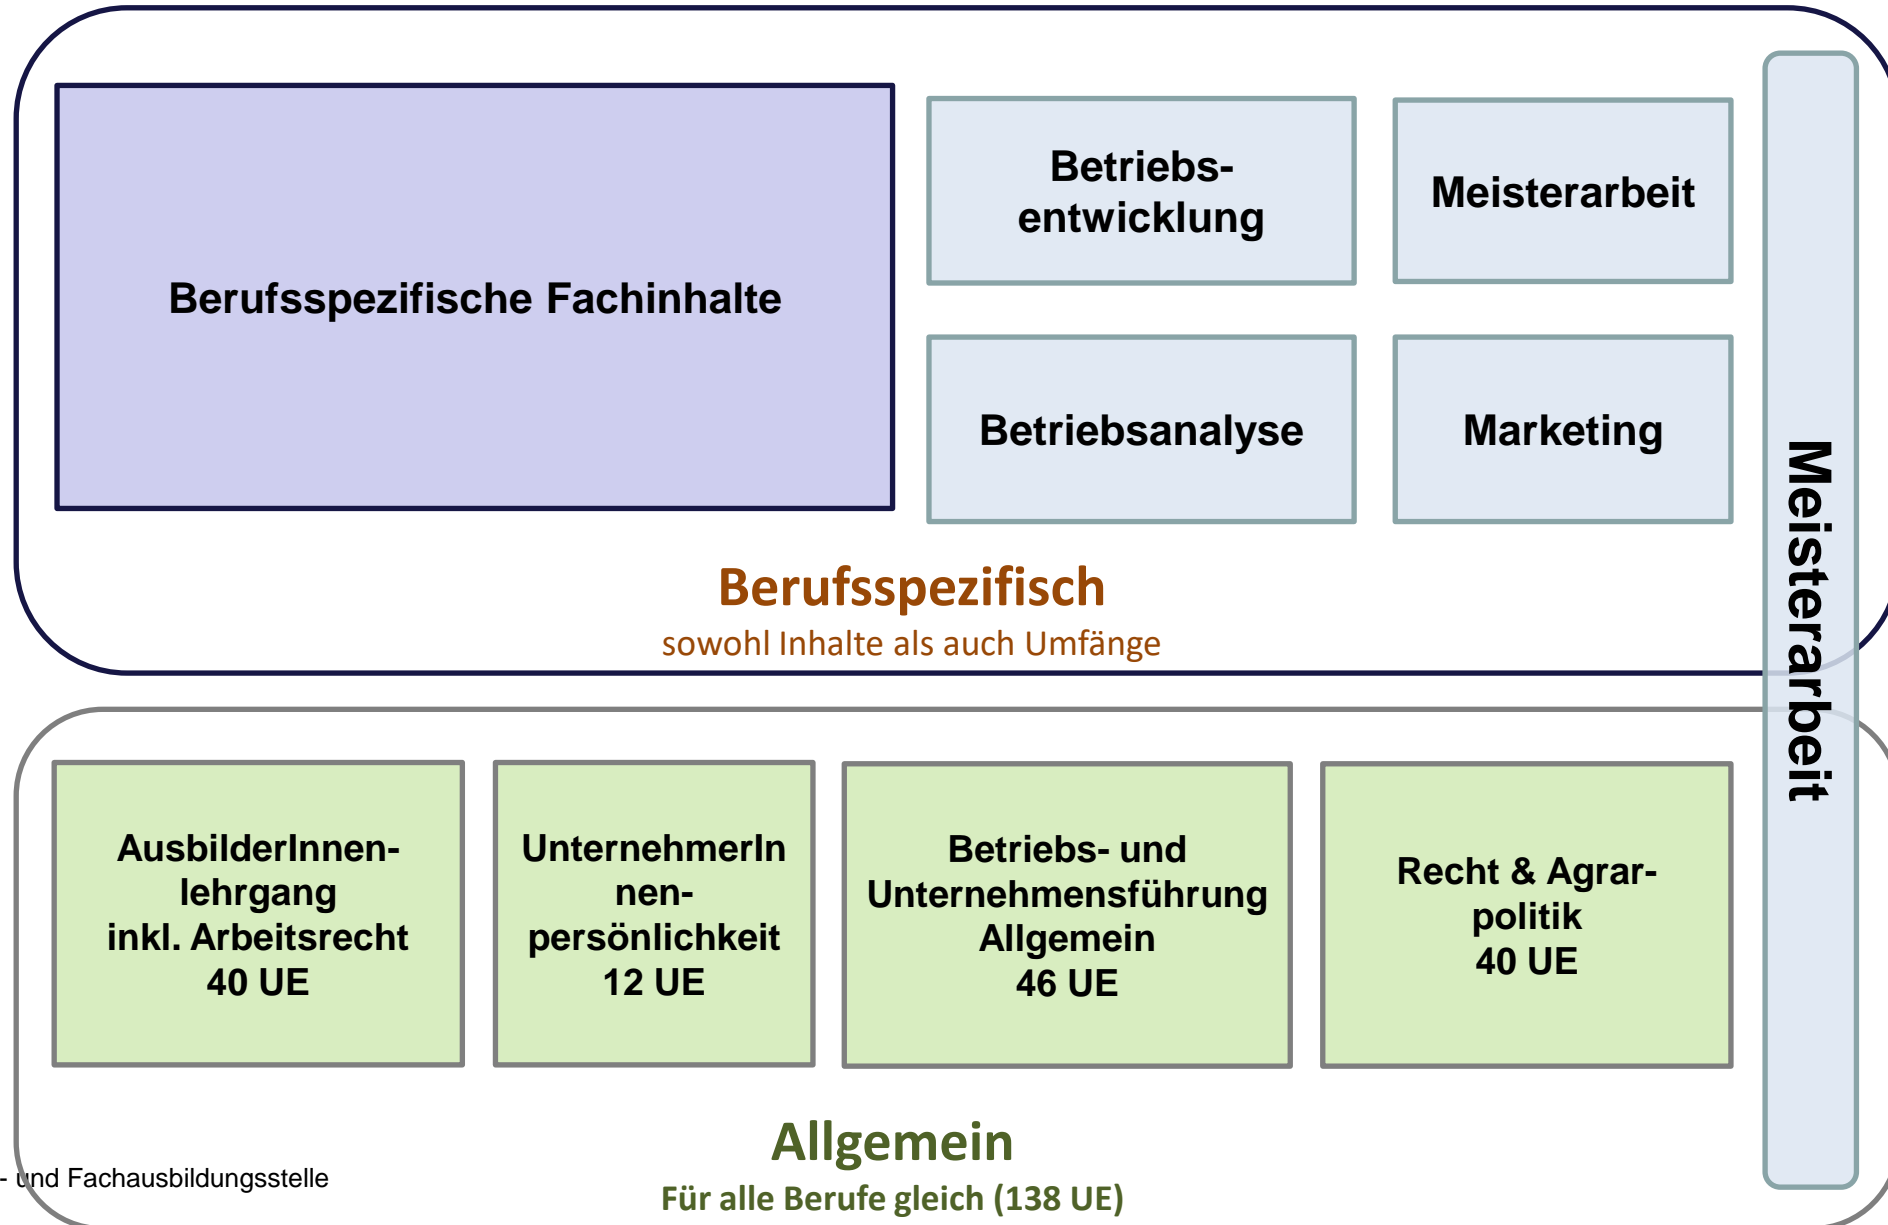 Berufsspezifische Fachinhalte
Betriebs-
entwicklung
Meisterarbeit
Betriebsanalyse
Marketing
Berufsspezifisch
sowohl Inhalte als auch Umfänge
Meisterarbeit
AusbilderInnen-
lehrgang
inkl. Arbeitsrecht
40 UE
UnternehmerIn
nen-
persönlichkeit
12 UE
Betriebs- und
Unternehmensführung
Allgemein
46 UE
Recht & Agrar-
politik
40 UE
Allgemein
Für alle Berufe gleich (138 UE)
- und Fachausbildungsstelle